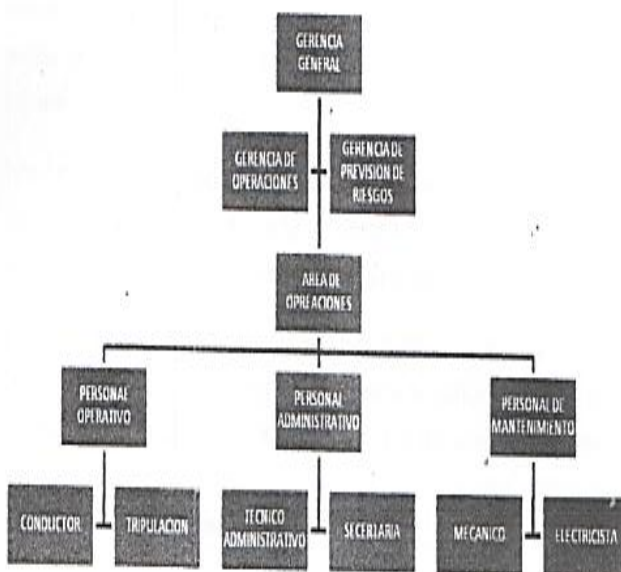 GERENCIA
GENERAL
GERENCIA DE
OPERACIONES
GERENCIA DE
PREVISION DE
RIESGOS
AREA DE
OPREACIONES
PERSONAL
OPERATIVO
PERSONAL
ADMINISTRATIVO
PERSONAL DE
MANTENIMIENTO
CONDUCTOR
TRIPULACION
TECNICO
ADMINISTRATIVO
SECERTARIA
MECANICO
ELECTRICISTA